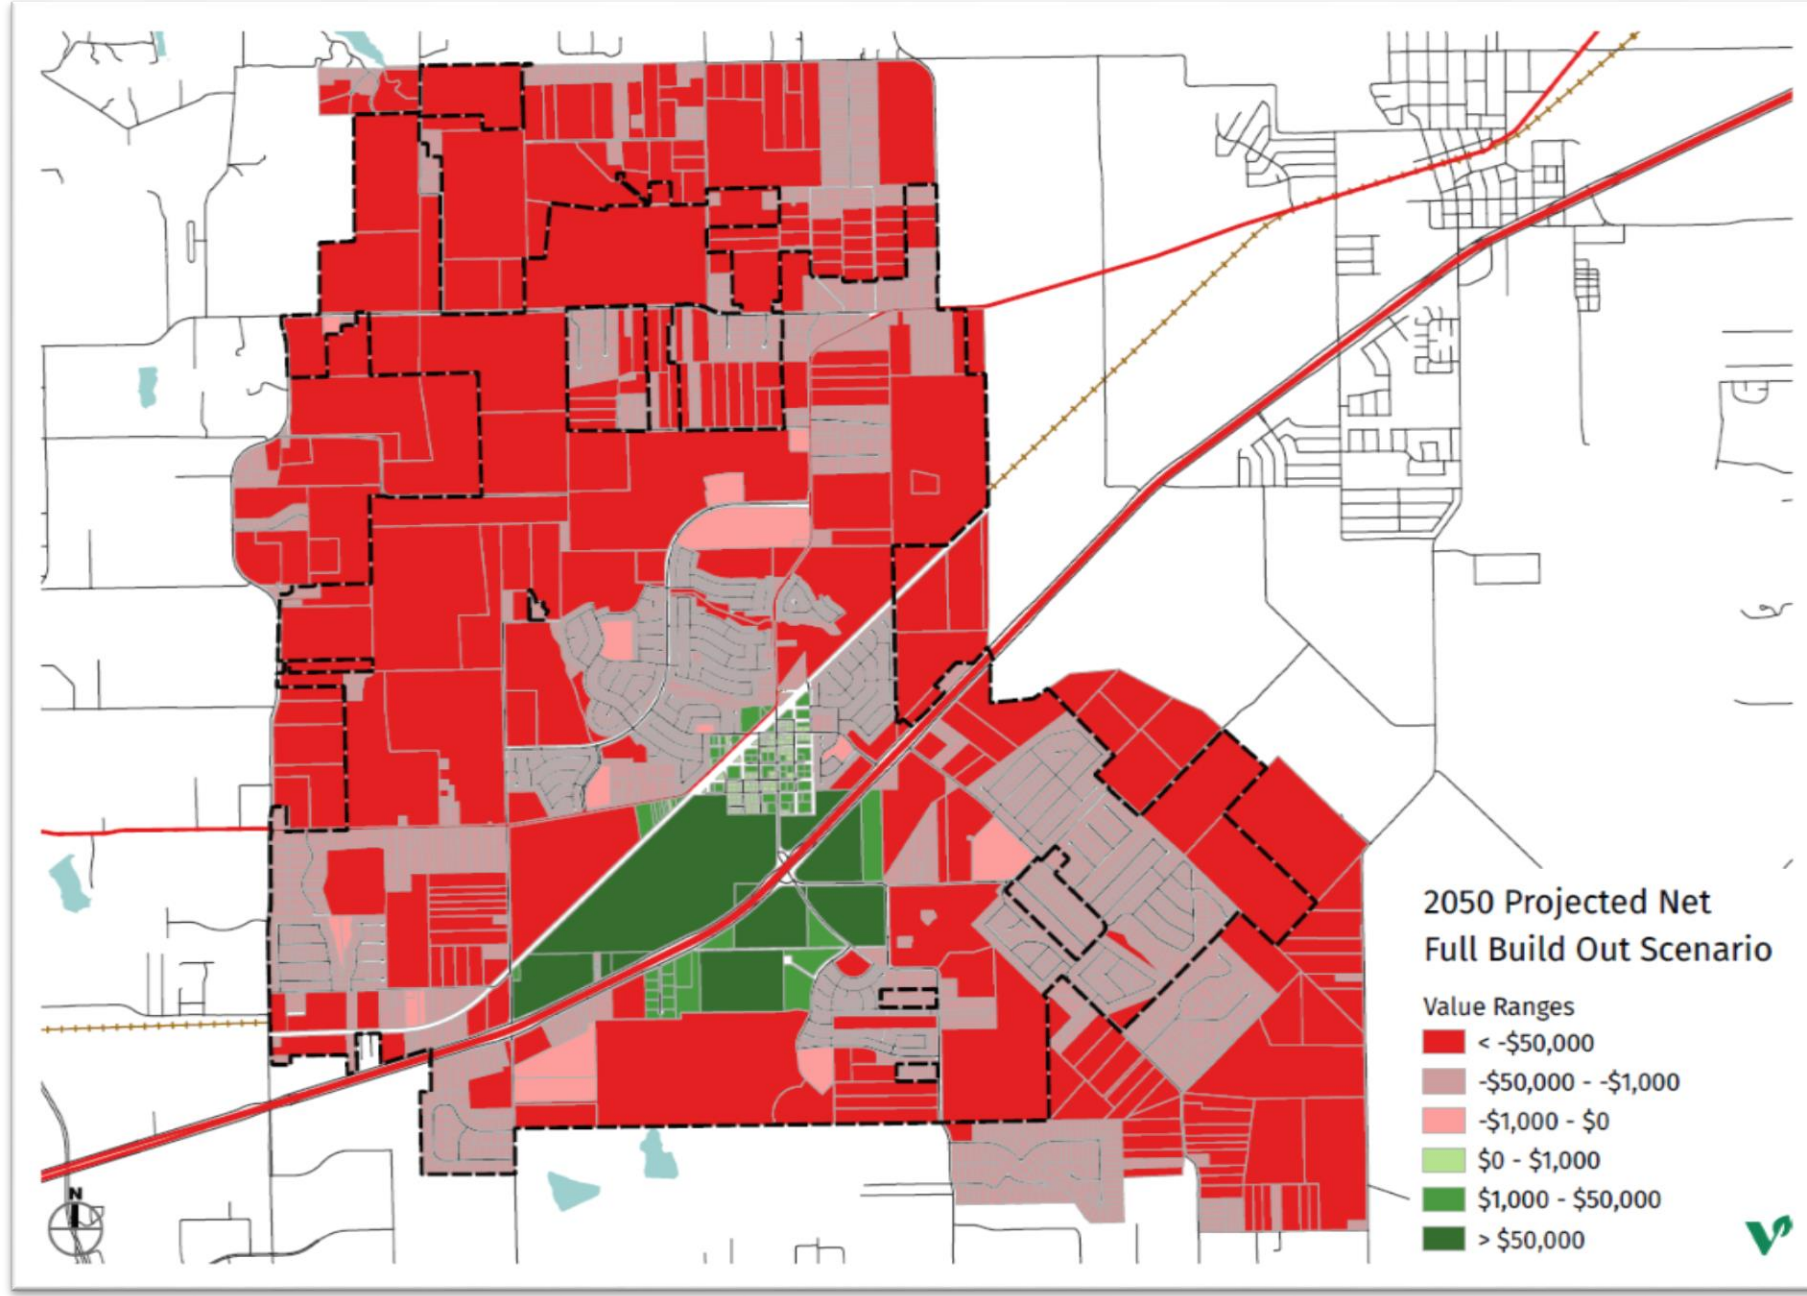 2050 Projected Net
Full Build Out Scenario
Value Ranges
< -$50,000
-$50,000 - -$1,000
-$1,000 - $0
$0 - $1,000
$1,000 - $50,000
> $50,000
N